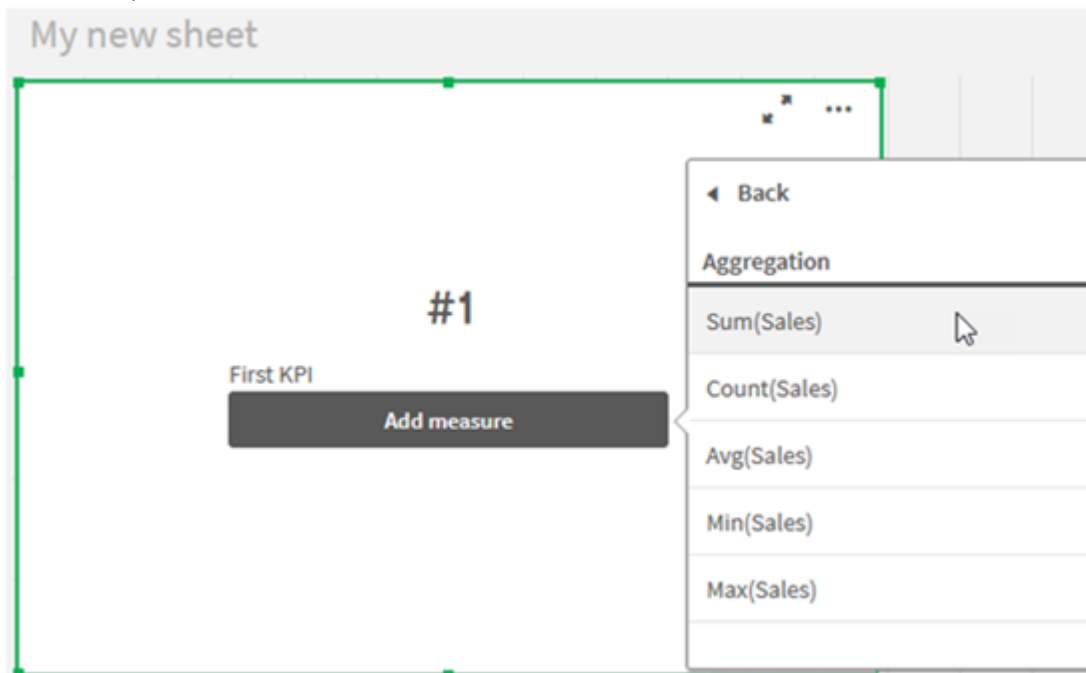 My new sheet
Back
Aggregation
#1
Sum(Sales)
First KPI
Count(Sales)
Add measure
Avg(Sales)
Min(Sales)
Max(Sales)